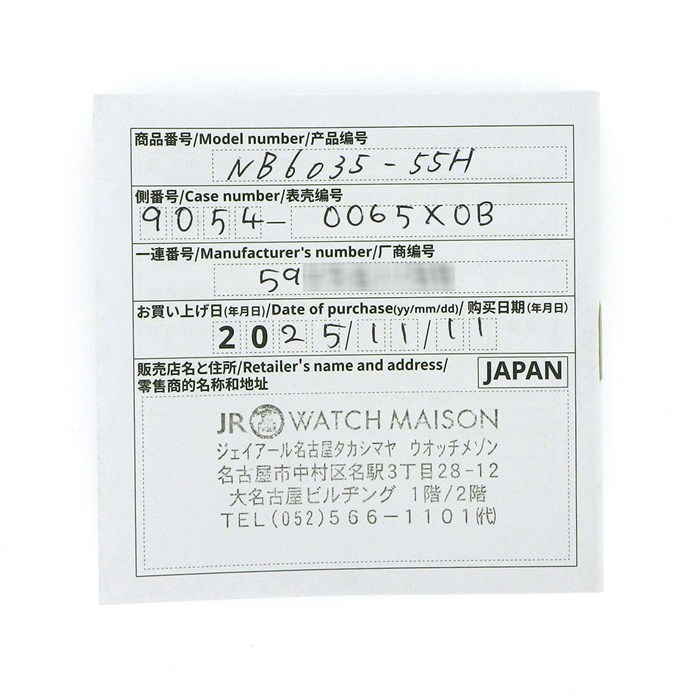 商品番号/Model number/产品编号
NB6035-55H
側番号/Case number/表壳编号
9054-0065X0B
一連番号/Manufacturer's number/厂商编号
59
お買い上げ日(年月日)/Date of purchase(yy/mm/dd)/购买日期(年月日)
2025/11/11
販売店名と住所/Retailer's name and address/
零售商的名称和地址
JAPAN
JR WATCH MAISON
ジェイアール名古屋タカシマヤ ウオッチメゾン
名古屋市中村区名駅3丁目28-12
大名古屋ビルヂング 1階/2階
TEL(052)566-1101㈹